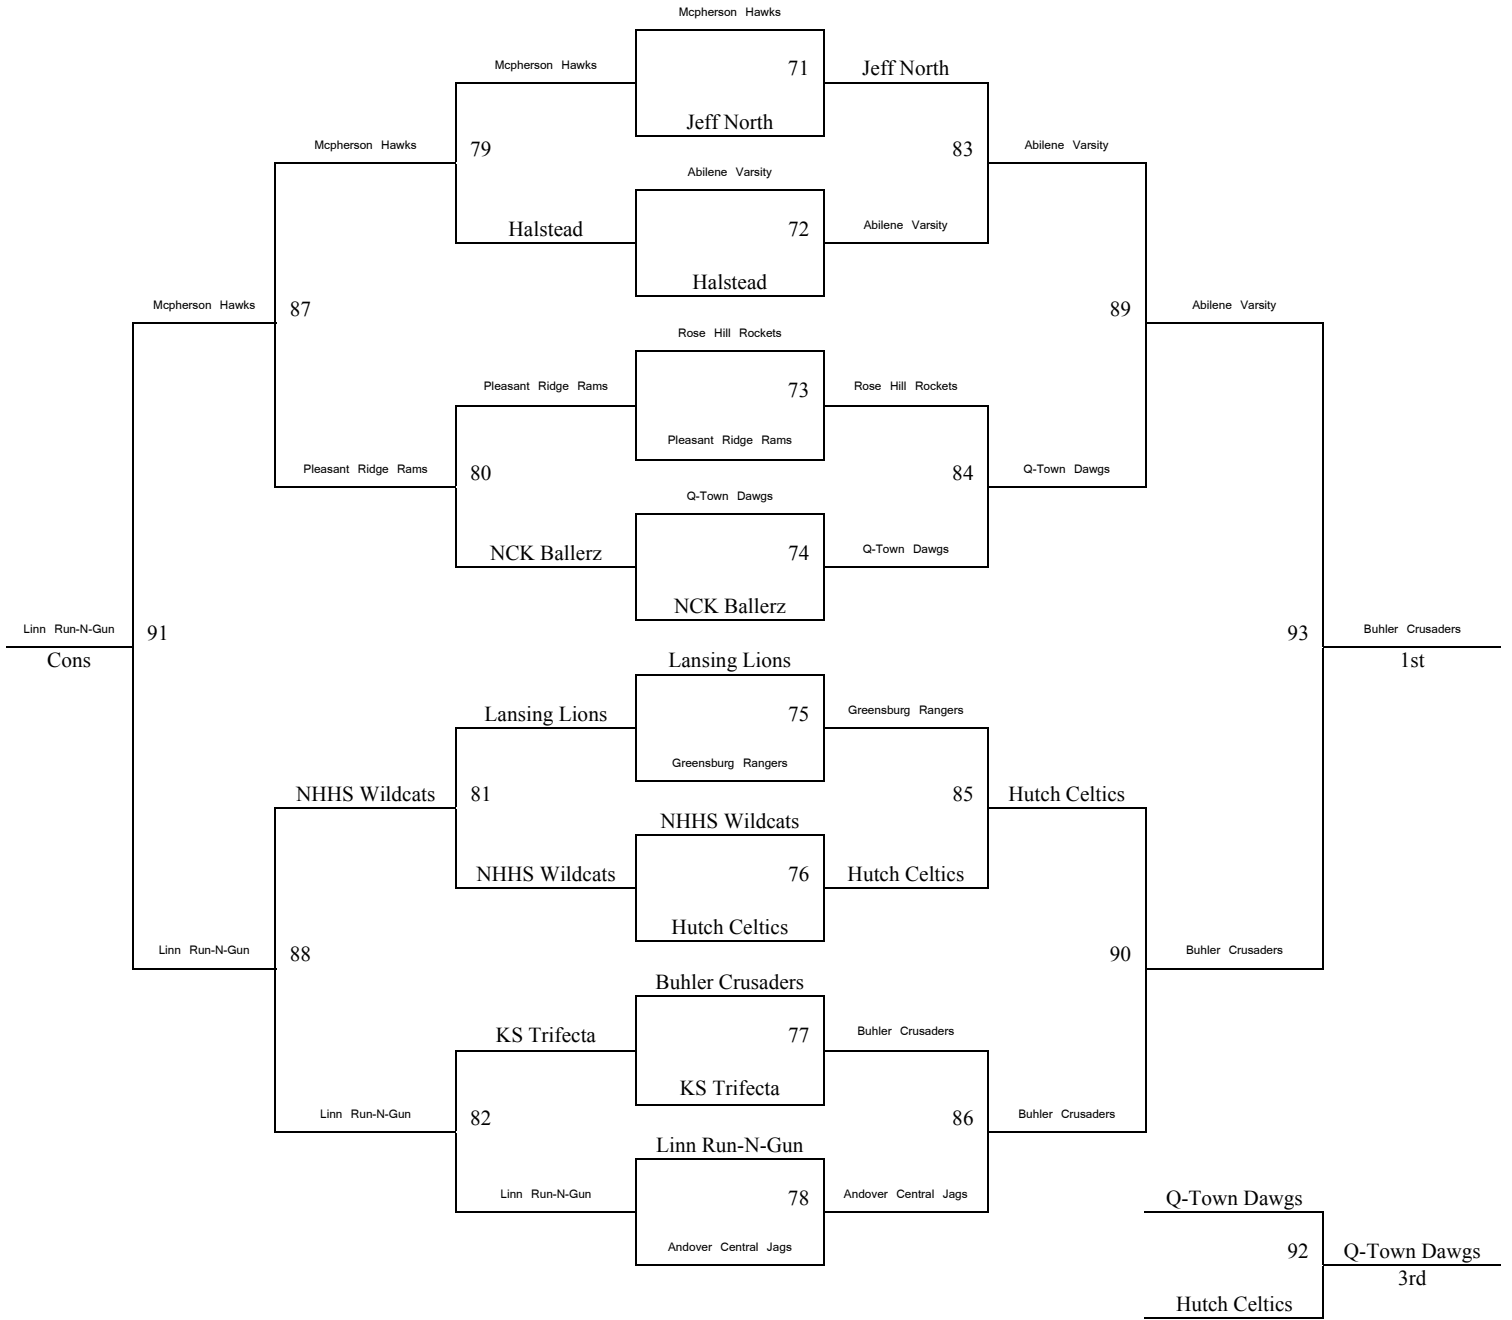 Mcpherson Hawks
Mcpherson Hawks 71 Jeff North
Jeff North
Mcpherson Hawks 79 83 Abilene Varsity
Abilene Varsity
Halstead 72 Abilene Varsity
Halstead
Mcpherson Hawks 87 89 Abilene Varsity
Rose Hill Rockets
Pleasant Ridge Rams 73 Rose Hill Rockets
Pleasant Ridge Rams
Pleasant Ridge Rams 80 84 Q-Town Dawgs
Q-Town Dawgs
NCK Ballerz 74 Q-Town Dawgs
NCK Ballerz
Linn Run-N-Gun 91 93 Buhler Crusaders
Cons Lansing Lions 1st
Lansing Lions 75 Greensburg Rangers
Greensburg Rangers
NHHS Wildcats 81 85 Hutch Celtics
NHHS Wildcats
NHHS Wildcats 76 Hutch Celtics
Hutch Celtics
Linn Run-N-Gun 88 90 Buhler Crusaders
Buhler Crusaders
KS Trifecta 77 Buhler Crusaders
KS Trifecta
Linn Run-N-Gun 82 86 Buhler Crusaders
Linn Run-N-Gun
Linn Run-N-Gun 78 Andover Central Jags Q-Town Dawgs
Andover Central Jags 92 Q-Town Dawgs
3rd
Hutch Celtics